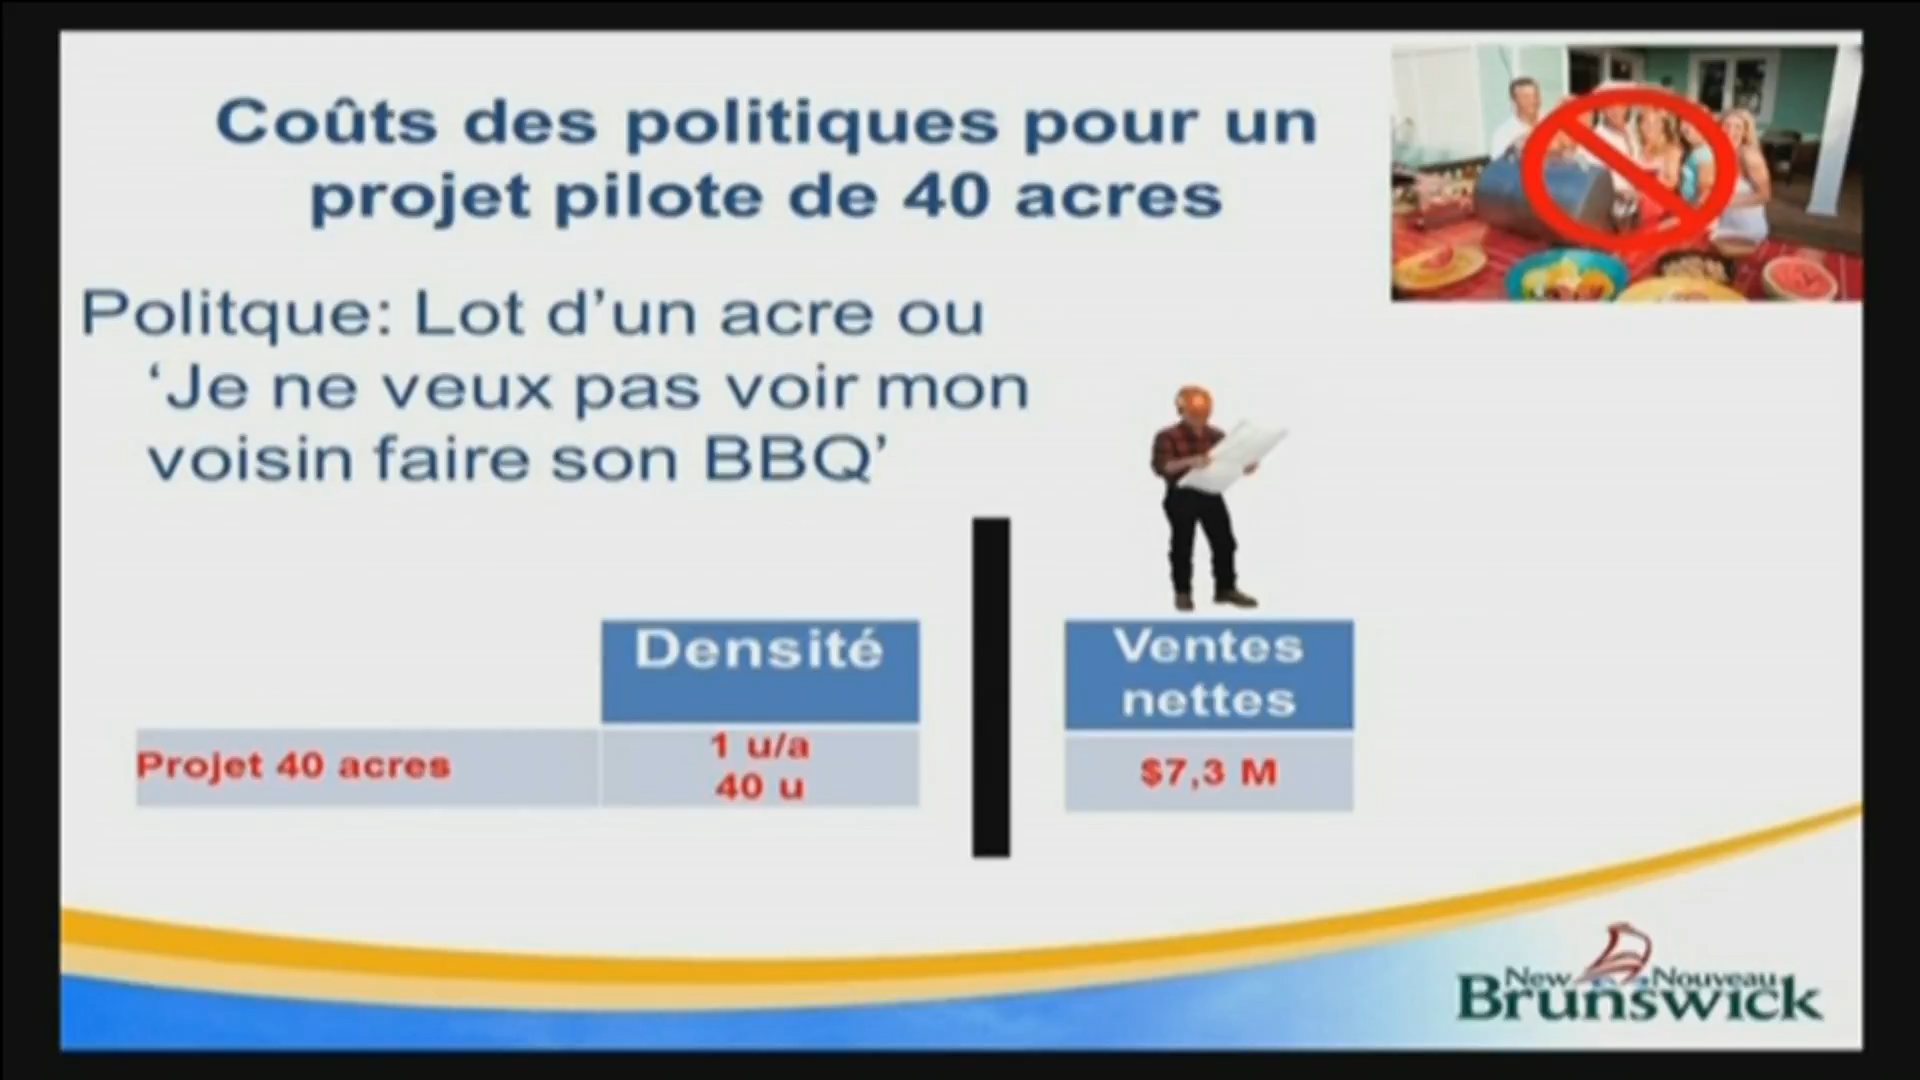 Coûts des politiques pour un
projet pilote de 40 acres
Politque: Lot d’un acre ou
‘Je ne veux pas voir mon
voisin faire son BBQ’
Densité
Ventes
nettes
Projet 40 acres
1 u/a
40 u
$7,3 M
New Nouveau
Brunswick